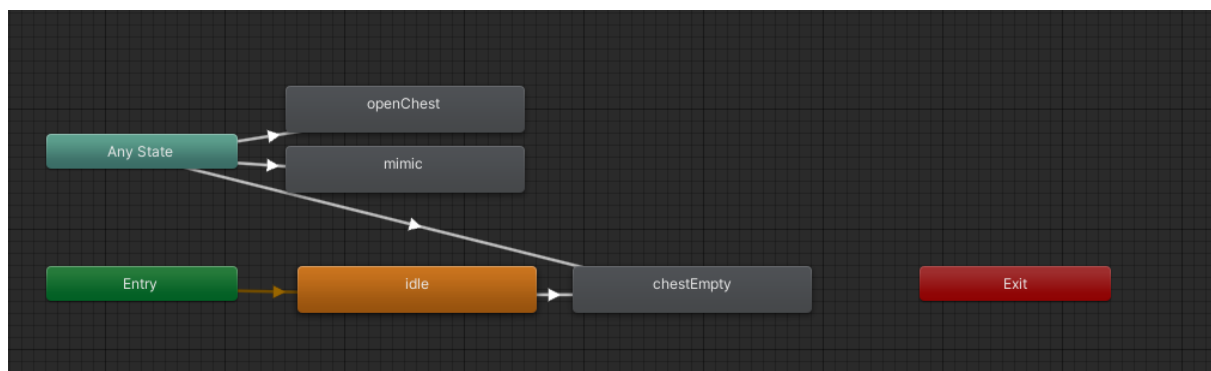 openChest
Any State
mimic
Entry
idle
chestEmpty
Exit